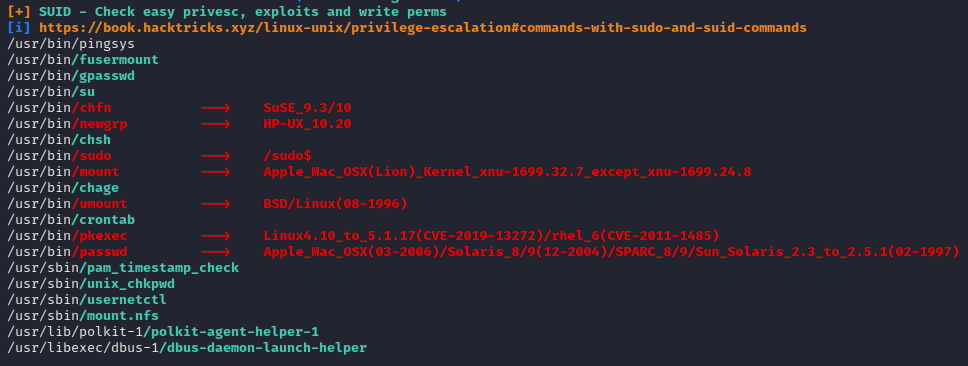 [+] SUID - Check easy privesc, exploits and write perms
[i] https://book.hacktricks.xyz/linux-unix/privilege-escalation#commands-with-sudo-and-suid-commands
/usr/bin/pingsys
/usr/bin/fusermount
/usr/bin/gpasswd
/usr/bin/su
/usr/bin/chfn ---> SuSE_9.3/10
/usr/bin/newgrp ---> HP-UX_10.20
/usr/bin/chsh
/usr/bin/sudo ---> /sudo$
/usr/bin/mount ---> Apple_Mac_OSX(Lion)_Kernel_xnu-1699.32.7_except_xnu-1699.24.8
/usr/bin/chage
/usr/bin/umount ---> BSD/Linux(08-1996)
/usr/bin/crontab
/usr/bin/pkexec ---> Linux4.10_to_5.1.17(CVE-2019-13272)/rhel_6(CVE-2011-1485)
/usr/bin/passwd ---> Apple_Mac_OSX(03-2006)/Solaris_8/9(12-2004)/SPARC_8/9/Sun_Solaris_2.3_to_2.5.1(02-1997)
/usr/sbin/pam_timestamp_check
/usr/sbin/unix_chkpwd
/usr/sbin/usernetctl
/usr/sbin/mount.nfs
/usr/lib/polkit-1/polkit-agent-helper-1
/usr/libexec/dbus-1/dbus-daemon-launch-helper